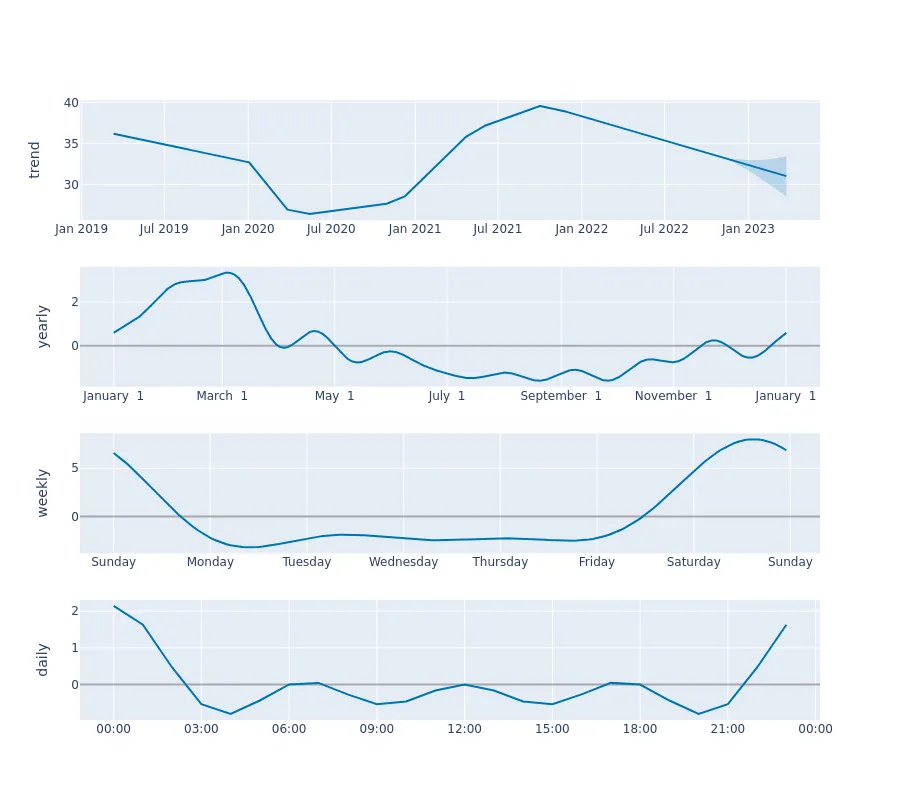 trend
40
35
30
Jan 2019 Jul 2019 Jan 2020 Jul 2020 Jan 2021 Jul 2021 Jan 2022 Jul 2022 Jan 2023
yearly
2
0
January 1 March 1 May 1 July 1 September 1 November 1 January 1
weekly
5
0
Sunday Monday Tuesday Wednesday Thursday Friday Saturday Sunday
daily
2
1
0
00:00 03:00 06:00 09:00 12:00 15:00 18:00 21:00 00:00